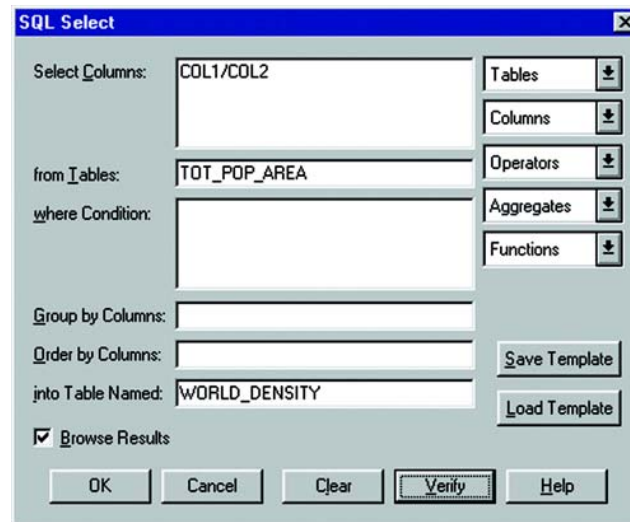 SQL Select
Select Columns:
COL1/COL2
Tables
Columns
from Tables:
TOT_POP_AREA
Operators
where Condition:
Aggregates
Functions
Group by Columns:
Order by Columns:
Save Template
into Table Named:
WORLD_DENSITY
Load Template
Browse Results
OK
Cancel
Clear
Verify
Help